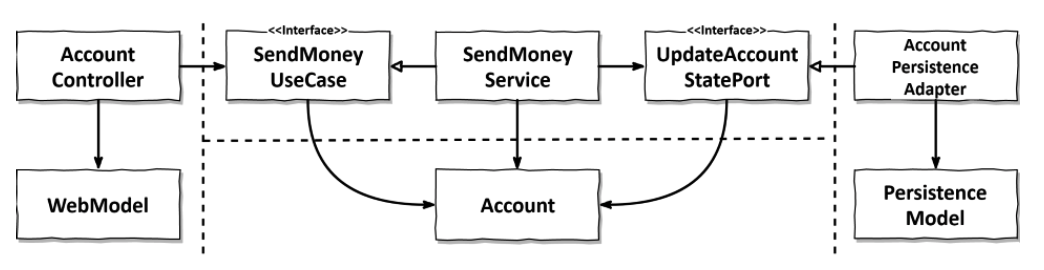 Account
Controller
<<Interface>>
SendMoney
UseCase
SendMoney
Service
<<Interface>>
UpdateAccount
StatePort
Account
Persistence
Adapter
WebModel
Account
Persistence
Model